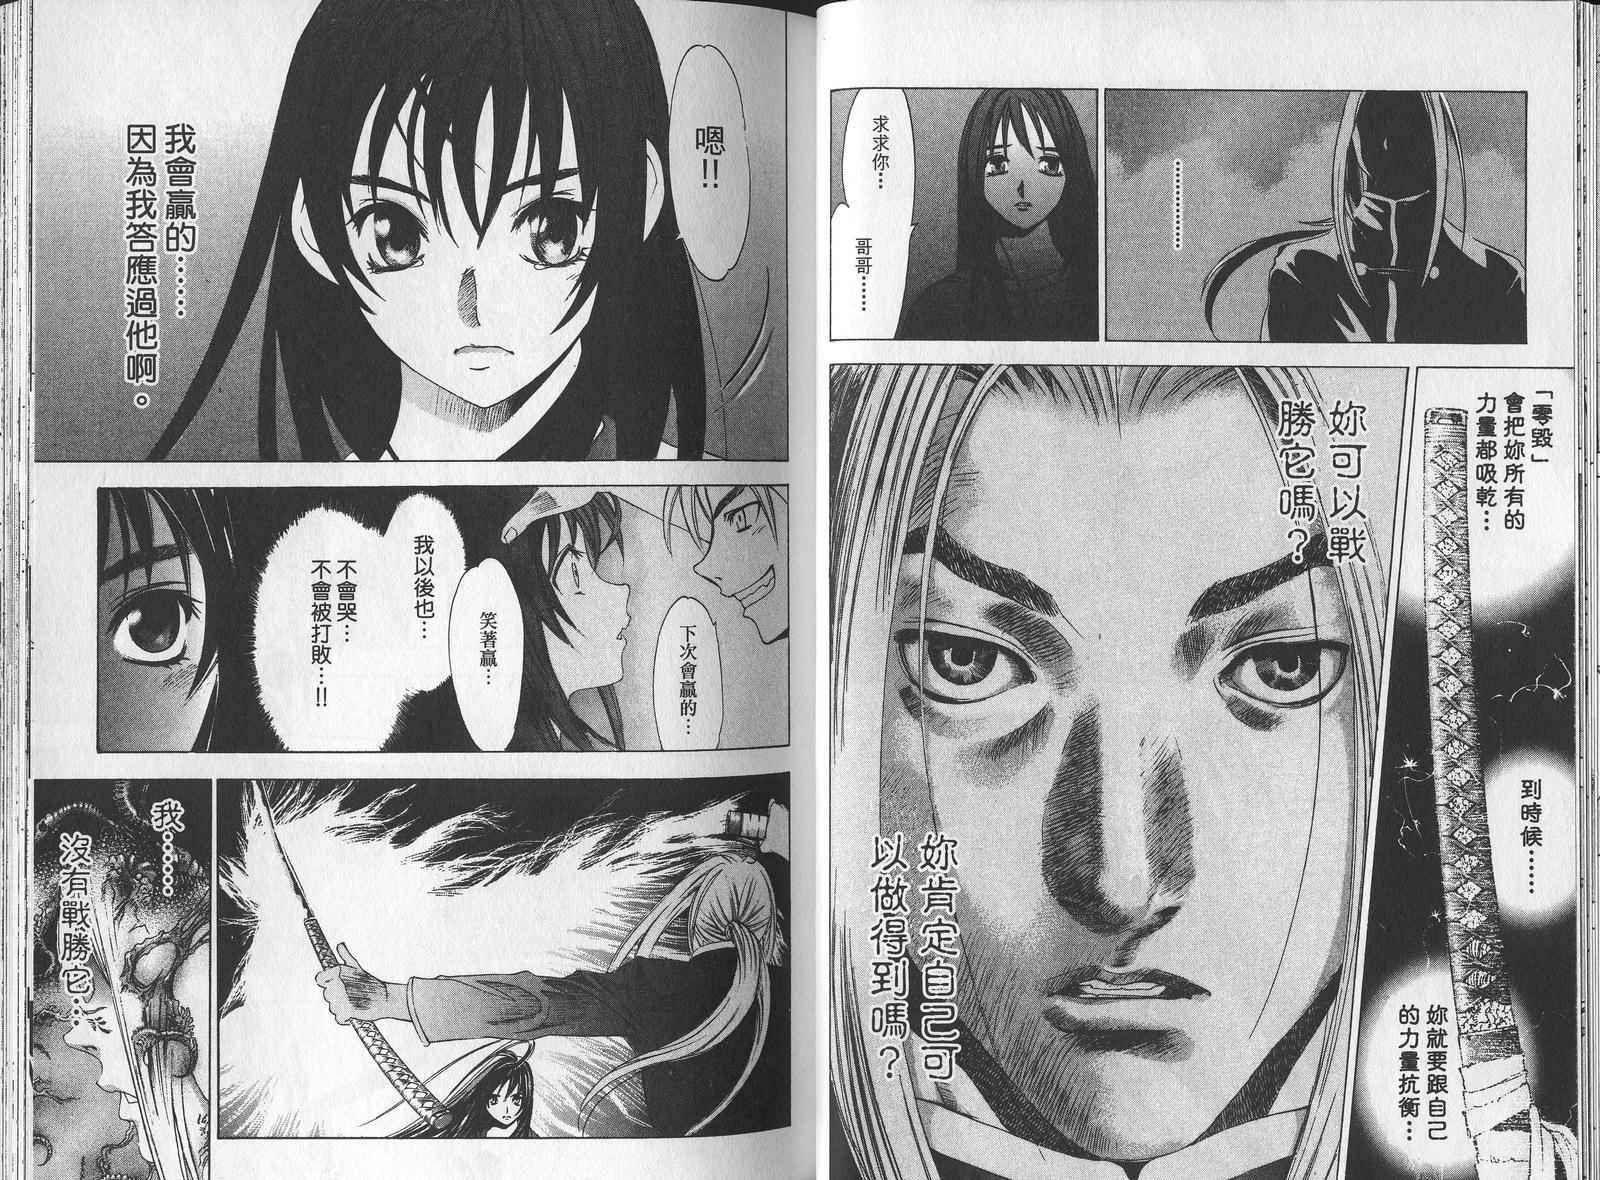 …………
求求你…
哥哥……
「零毀」
會把妳所有的
力量都吸乾…
到時候……
妳就要跟自己
的力量抗衡…
妳可以戰
勝它嗎？
妳肯定自己可
以做得到嗎？
嗯!!
我會贏的……
因為我答應過他啊。
下次會贏的…
笑著贏…
我以後也…
不會哭…
不會被打敗…!!
我……
沒有戰勝它…